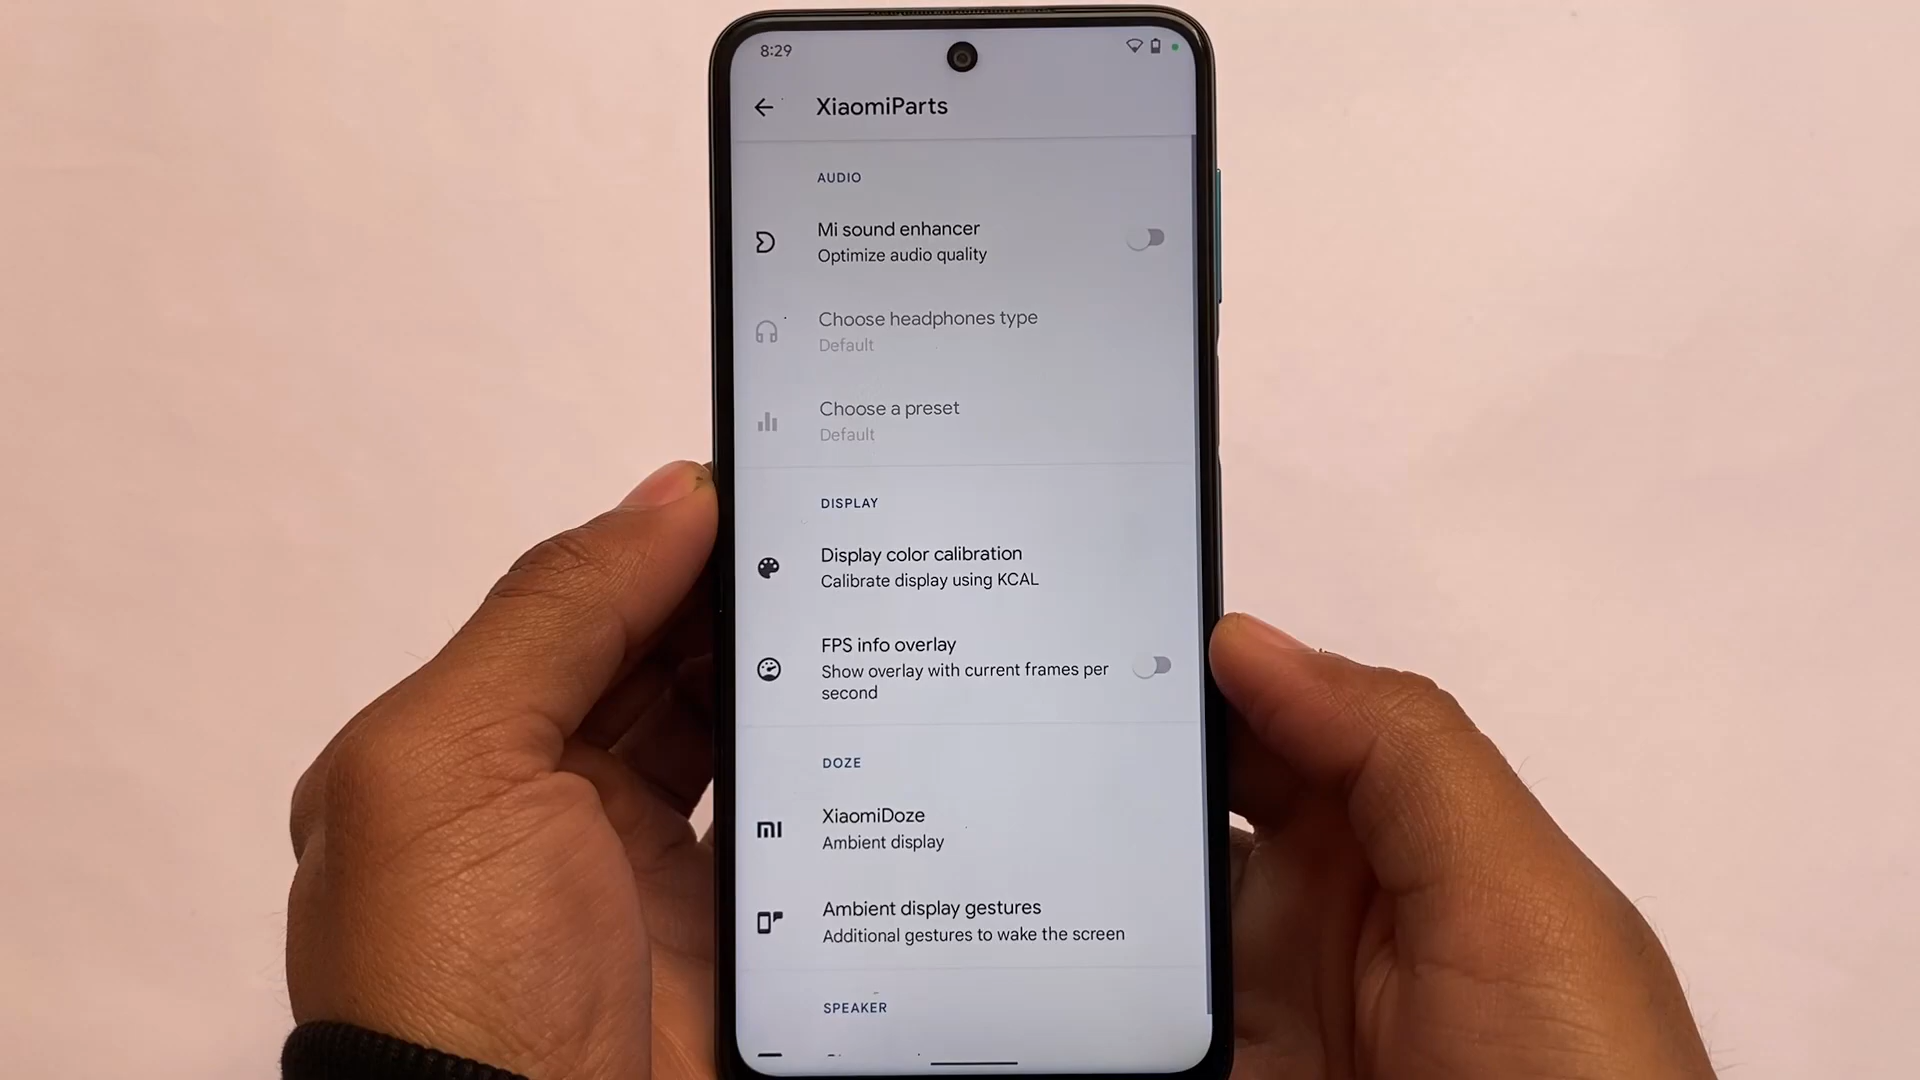 8:29
XiaomiParts
AUDIO
Mi sound enhancer
Optimize audio quality
Choose headphones type
Default
Choose a preset
Default
DISPLAY
Display color calibration
Calibrate display using KCAL
FPS info overlay
Show overlay with current frames per
second
DOZE
XiaomiDoze
Ambient display
Ambient display gestures
Additional gestures to wake the screen
SPEAKER